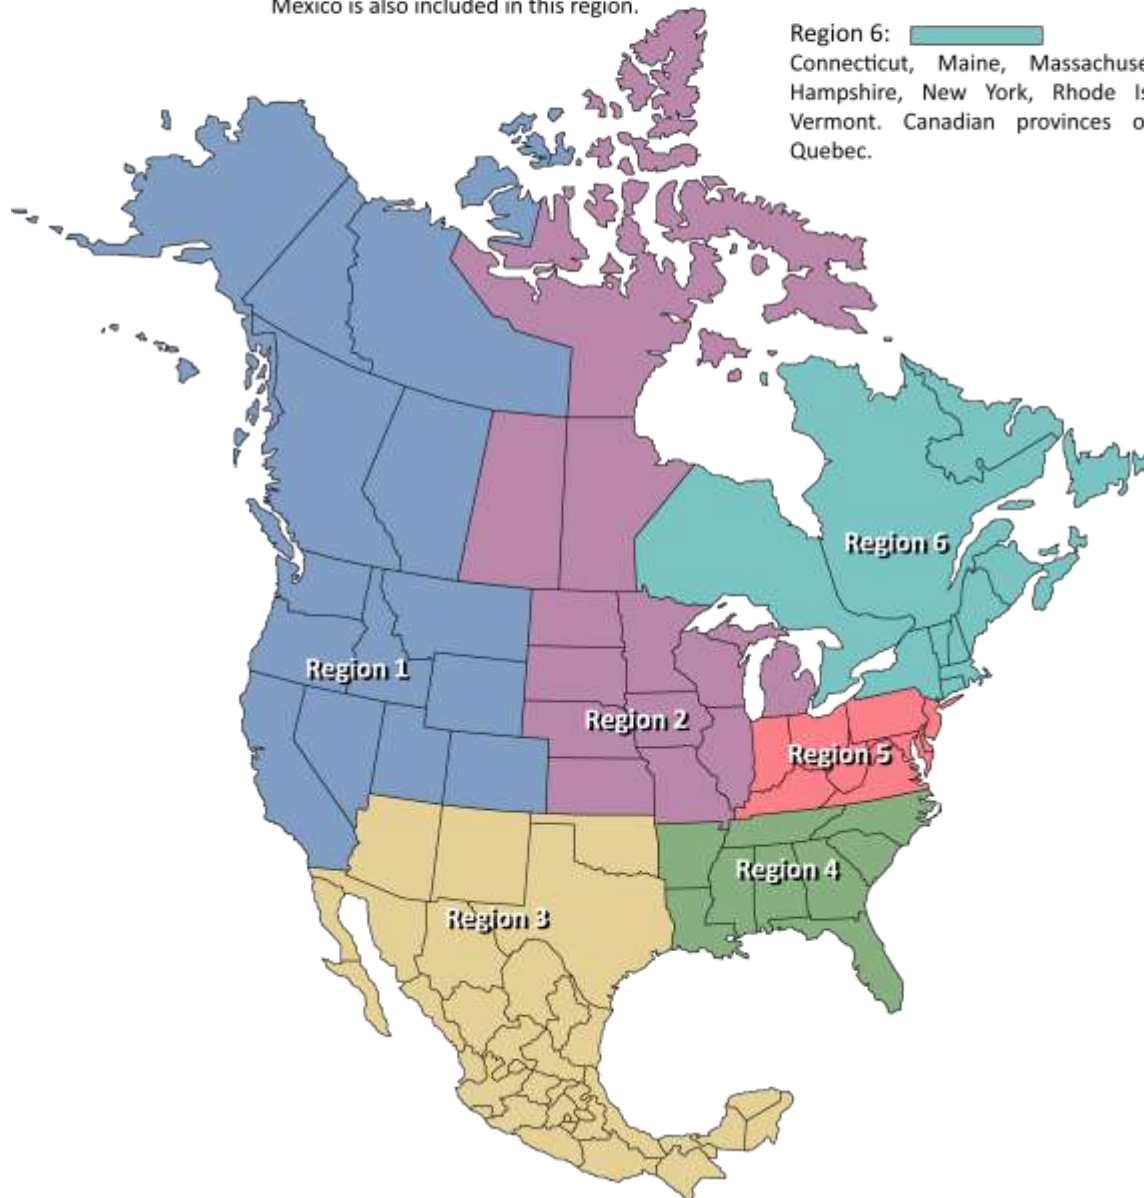 Mexico is also included in this region.
Region 6:
Connecticut, Maine, Massachuse
Hampshire, New York, Rhode Is
Vermont. Canadian provinces o
Quebec.
Region 6
Region 1
Region 2
Region 5
Region 4
Region 3